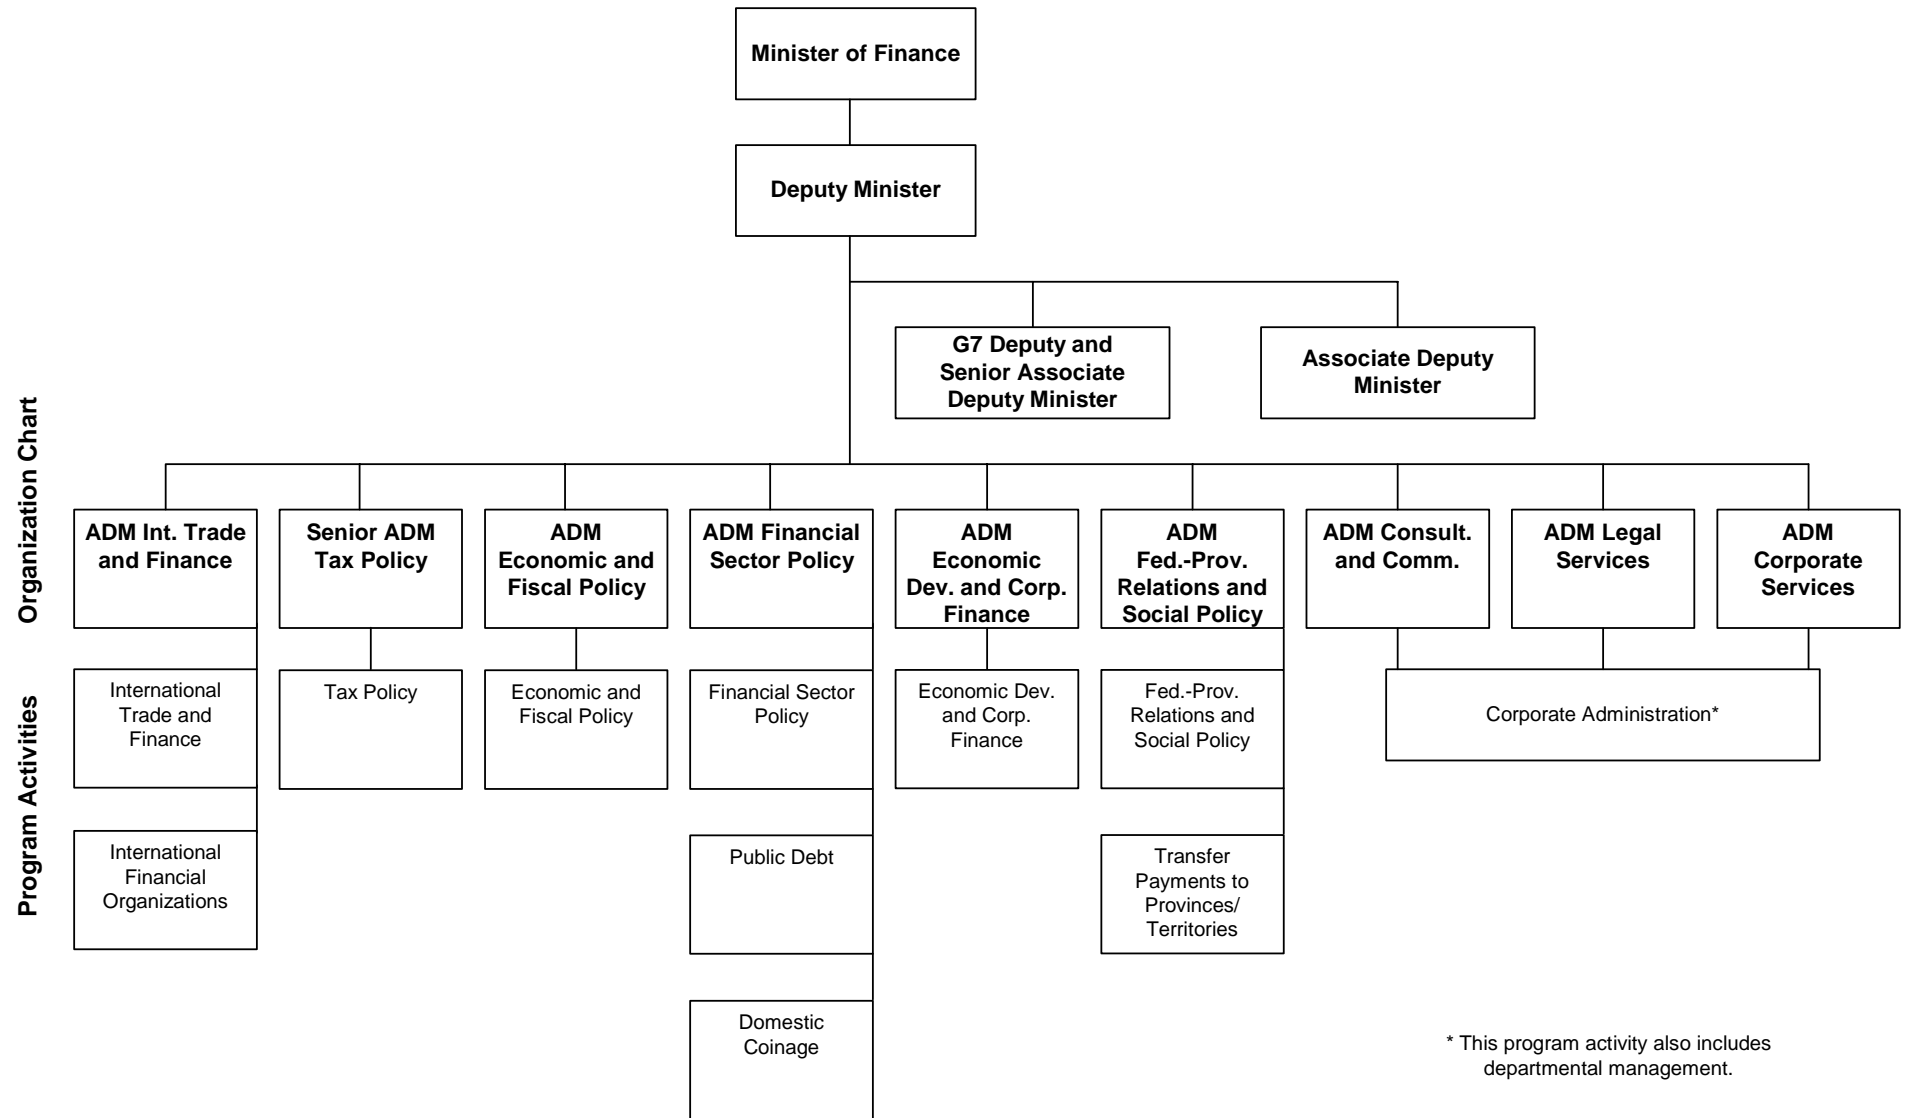 Minister of Finance
Deputy Minister
G7 Deputy and
Senior Associate
Deputy Minister
Associate Deputy
Minister
Organization Chart
ADM Int. Trade
and Finance
Senior ADM
Tax Policy
ADM
Economic and
Fiscal Policy
ADM Financial
Sector Policy
ADM
Economic
Dev. and Corp.
Finance
ADM
Fed.-Prov.
Relations and
Social Policy
ADM Consult.
and Comm.
ADM Legal
Services
ADM
Corporate
Services
Program Activities
International
Trade and
Finance
Tax Policy
Economic and
Fiscal Policy
Financial Sector
Policy
Economic Dev.
and Corp.
Finance
Fed.-Prov.
Relations and
Social Policy
Corporate Administration*
International
Financial
Organizations
Public Debt
Transfer
Payments to
Provinces/
Territories
Domestic
Coinage
* This program activity also includes
departmental management.